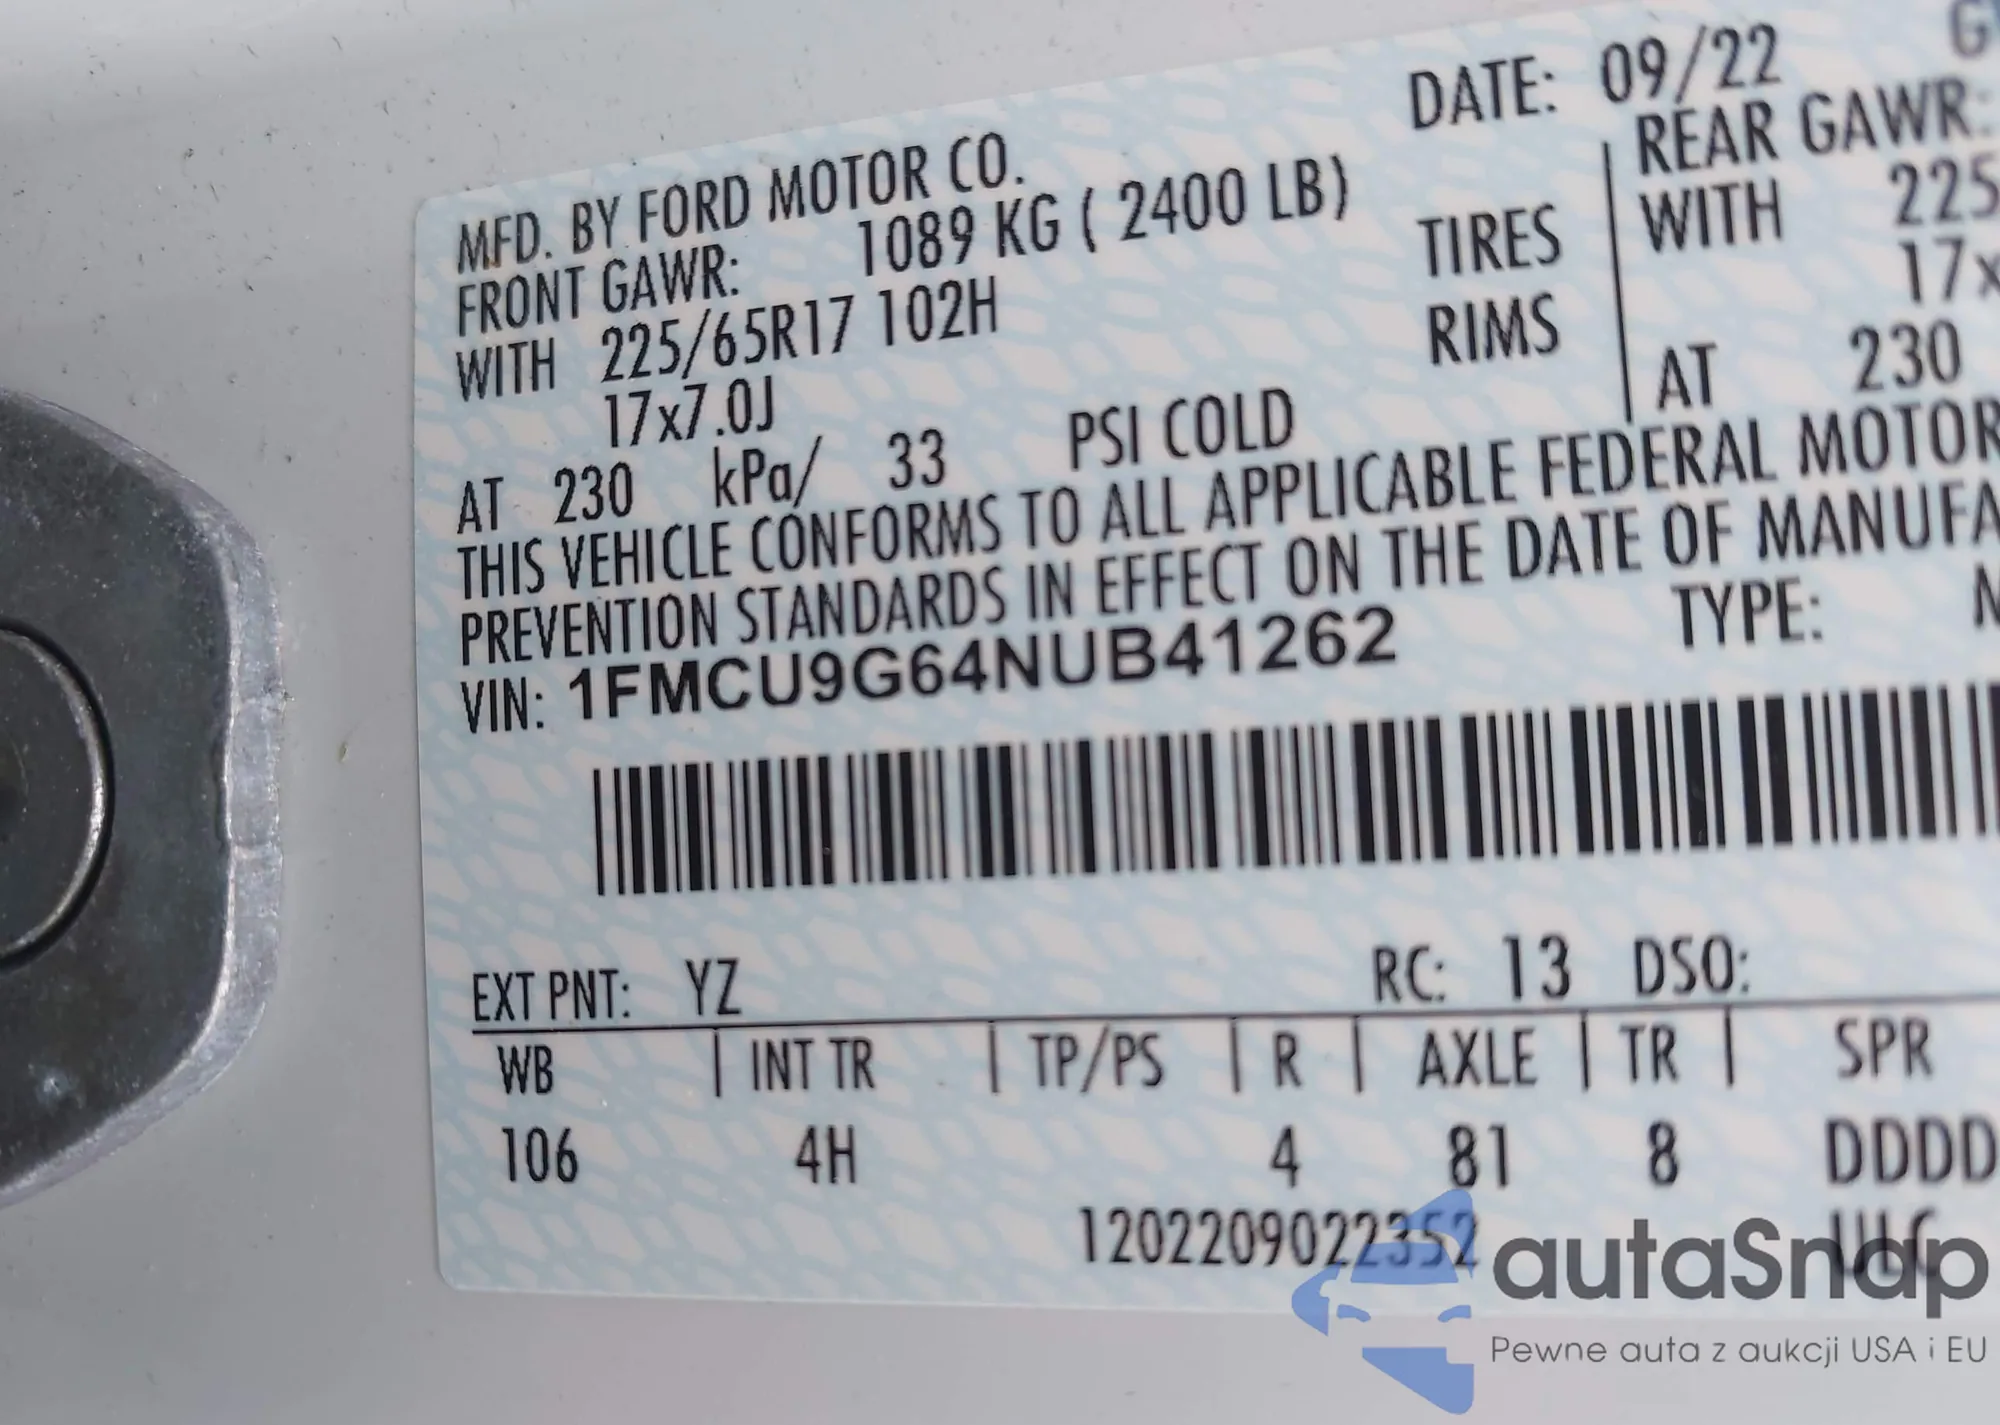 DATE: 09/22 G
MFD. BY FORD MOTOR CO.
FRONT GAWR: 1089 KG ( 2400 LB) REAR GAWR:
WITH 225/65R17 102H TIRES WITH 225
17x7.0J RIMS 17x
AT 230 kPa/ 33 PSI COLD AT 230
THIS VEHICLE CONFORMS TO ALL APPLICABLE FEDERAL MOTOR
PREVENTION STANDARDS IN EFFECT ON THE DATE OF MANUFA
VIN: 1FMCU9G64NUB41262 TYPE: M
EXT PNT: YZ RC: 13 DSO:
WB | INT TR | TP/PS | R | AXLE | TR | SPR
106 4H 4 81 8 DDDD
1202209022352
autaSnap
Pewne auta z aukcji USA i EU